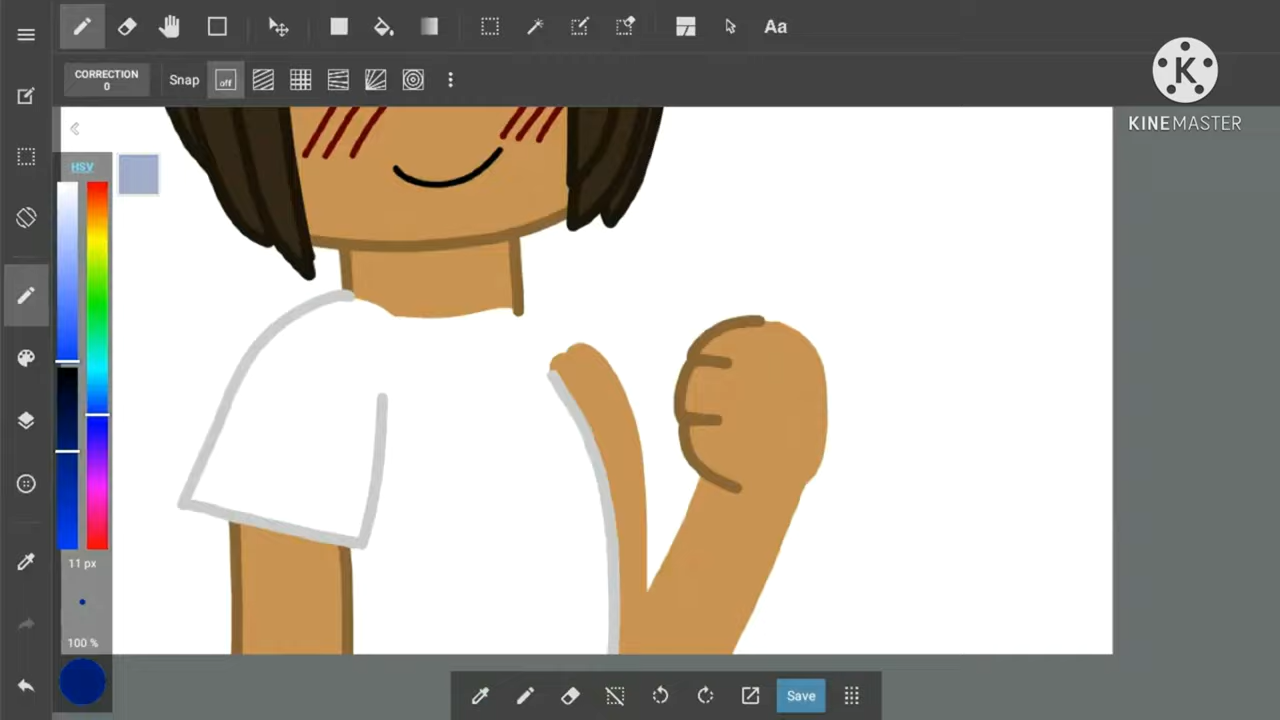 Aa
CORRECTION
0
Snap
off
K
KINEMASTER
HSV
11 px
100 %
Save